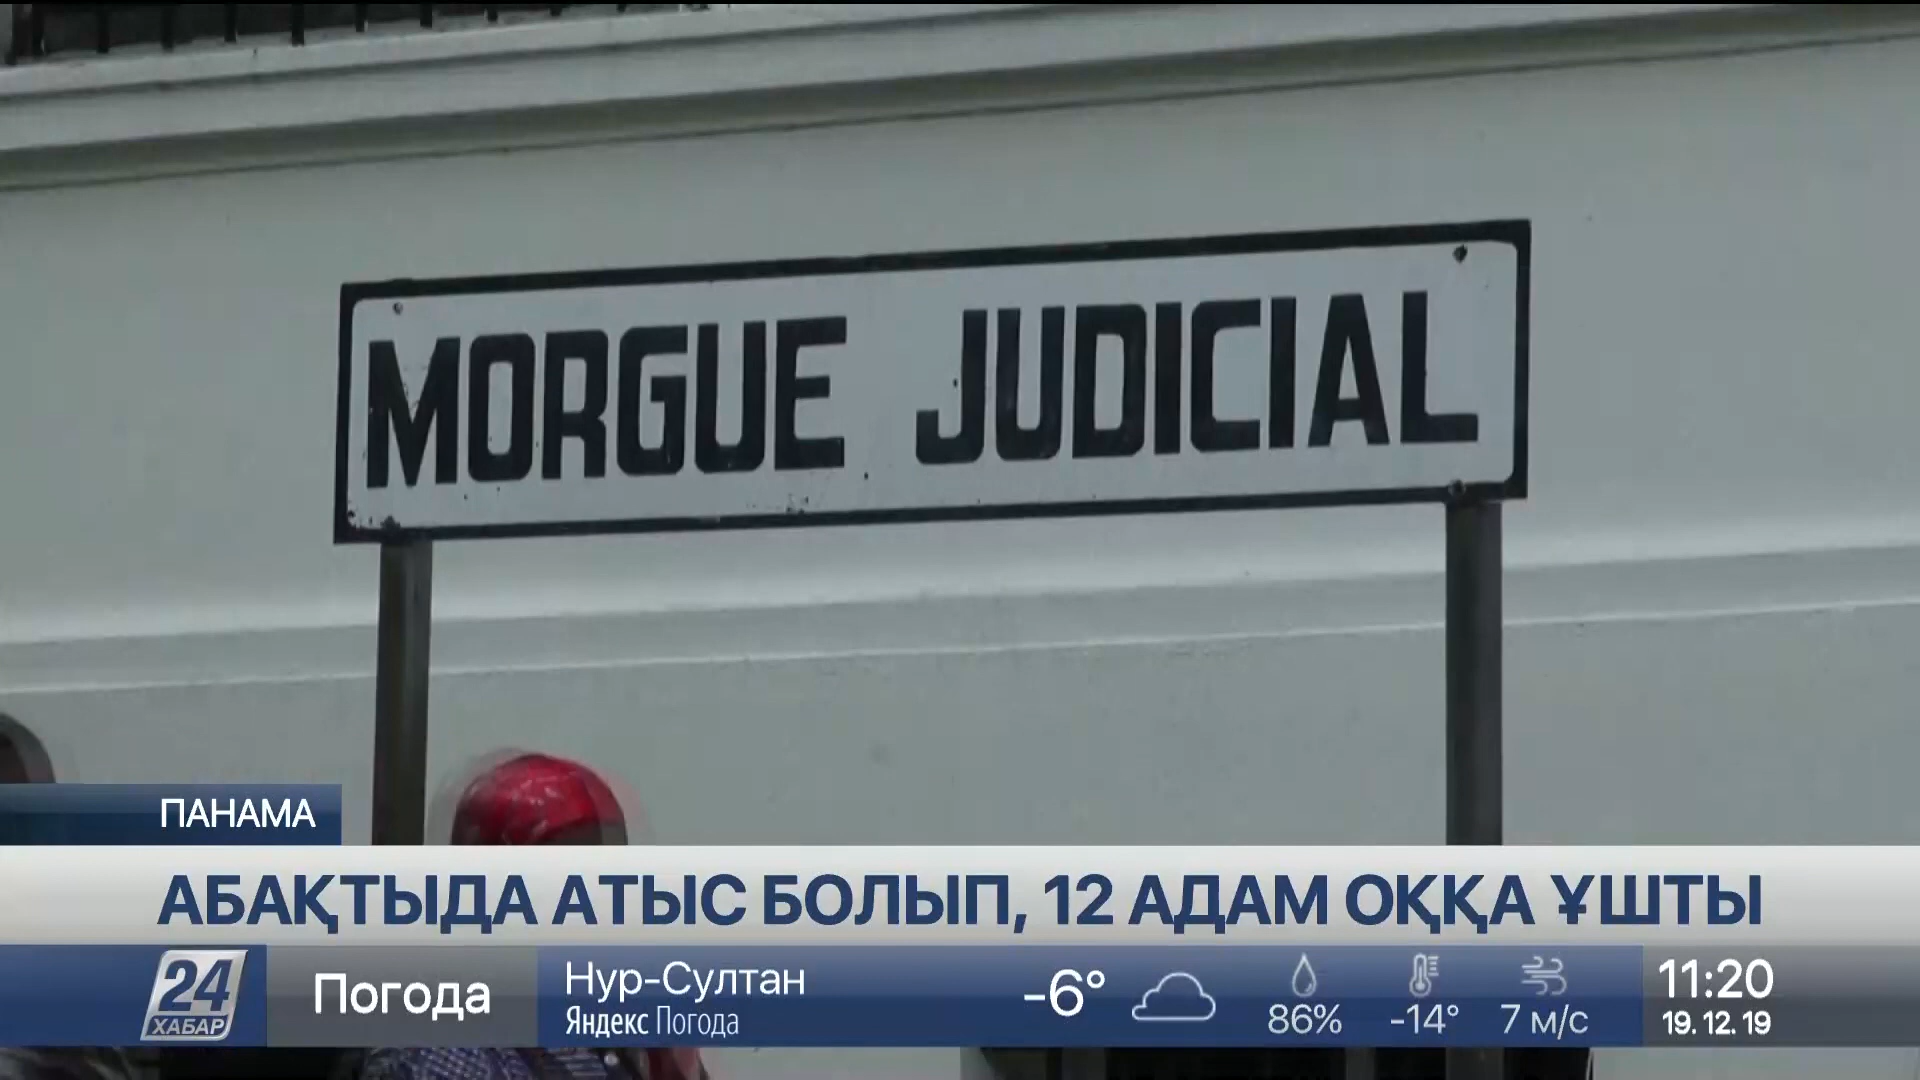 MORGUE JUDICIAL
ПАНАМА
АБАҚТЫДА АТЫС БОЛЫП, 12 АДАМ ОҚҚА ҰШТЫ
24
ХАБАР
Погода
Нур-Султан
Яндекс Погода
-6°
86%
-14°
7 м/с
11:20
19.12.19